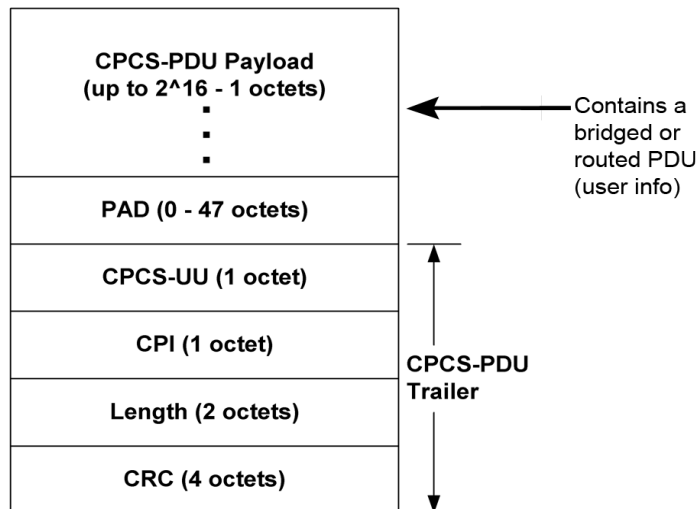 CPCS-PDU Payload
(up to 2^16 - 1 octets)
Contains a
bridged or
routed PDU
(user info)
PAD (0 - 47 octets)
CPCS-UU (1 octet)
CPI (1 octet)
CPCS-PDU
Trailer
Length (2 octets)
CRC (4 octets)